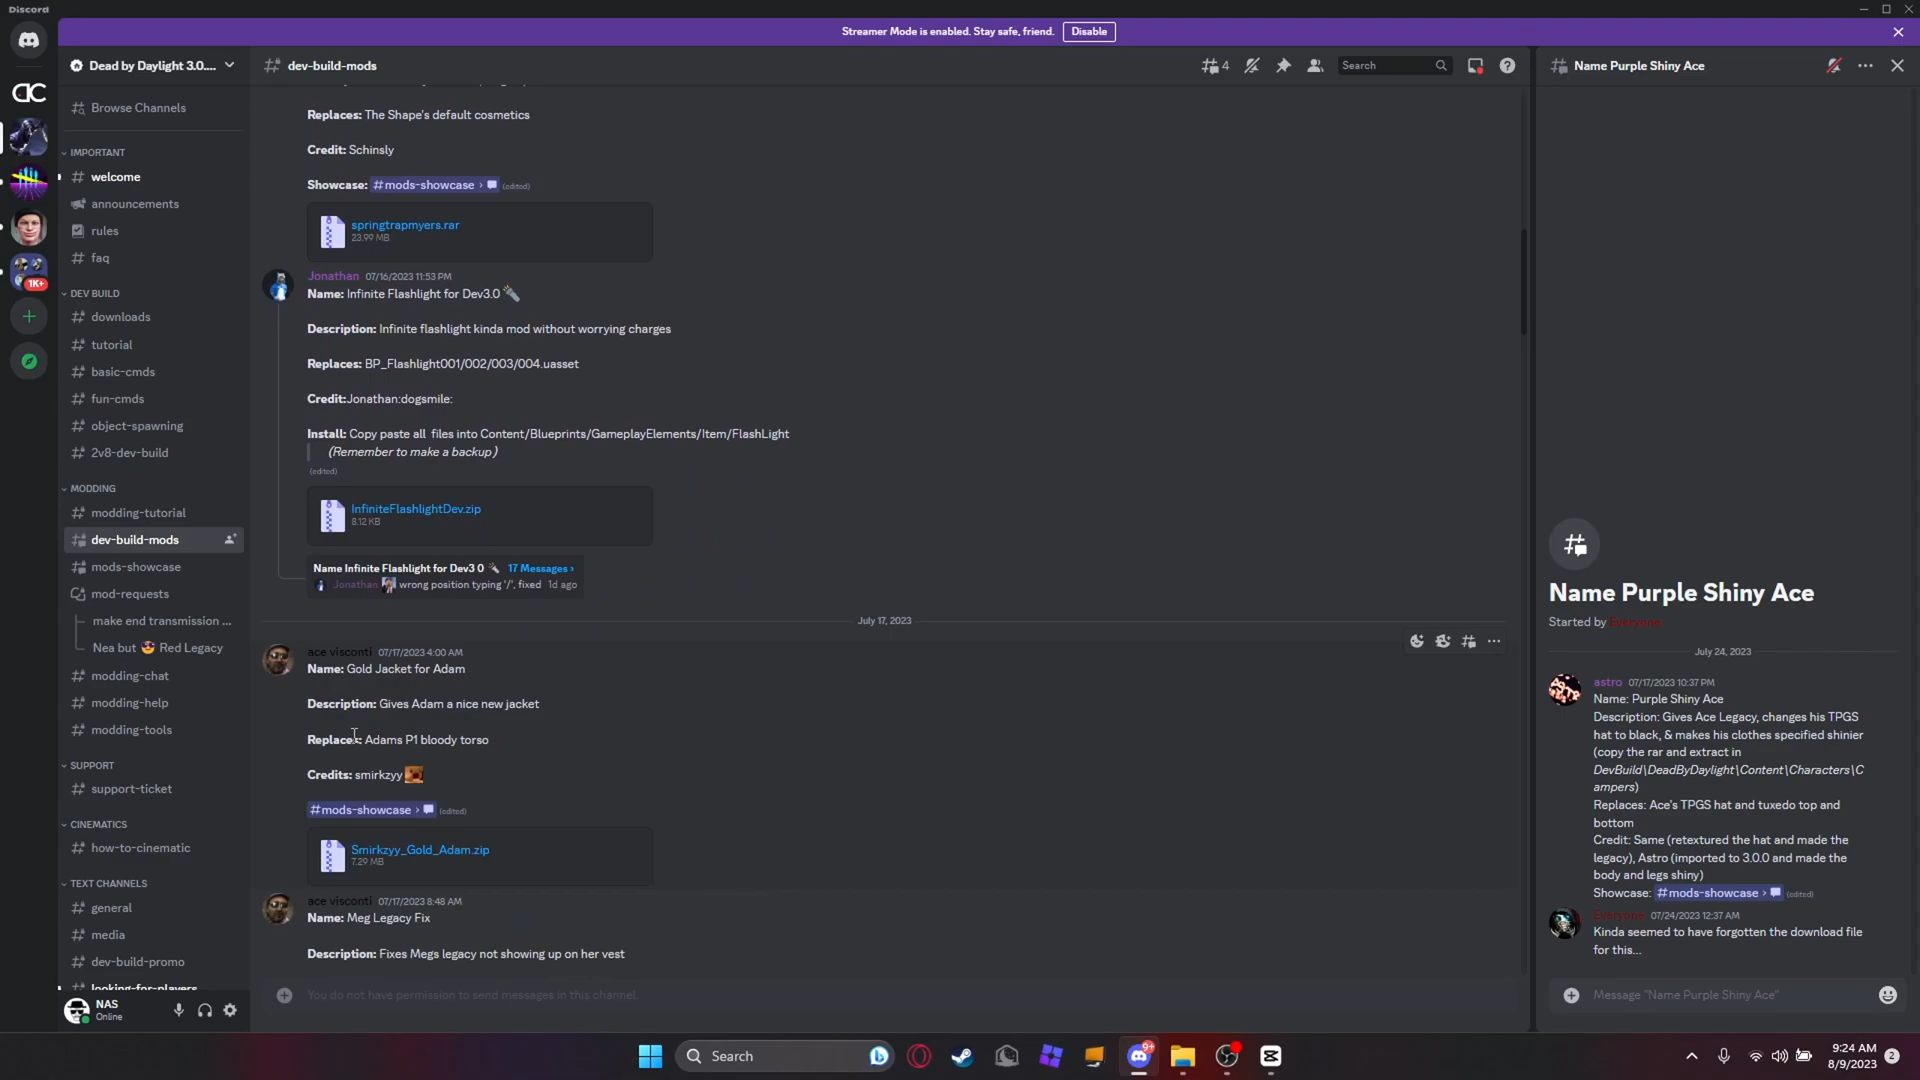 Discord
Streamer Mode is enabled. Stay safe, friend.
Disable
Dead by Daylight 3.0....
Browse Channels
IMPORTANT
welcome
announcements
rules
faq
1K+
DEV BUILD
downloads
tutorial
basic-cmds
fun-cmds
object-spawning
2v8-dev-build
MODDING
modding-tutorial
dev-build-mods
mods-showcase
mod-requests
make end transmission ...
Nea but 😎 Red Legacy
modding-chat
modding-help
modding-tools
SUPPORT
support-ticket
CINEMATICS
how-to-cinematic
TEXT CHANNELS
general
media
dev-build-promo
looking-for-players
NAS
Online
dev-build-mods
4
Search
Replaces: The Shape's default cosmetics
Credit: Schinsly
Showcase: #mods-showcase › (edited)
springtrapmyers.rar
23.99 MB
Jonathan 07/16/2023 11:53 PM
Name: Infinite Flashlight for Dev3.0 🔦
Description: Infinite flashlight kinda mod without worrying charges
Replaces: BP_Flashlight001/002/003/004.uasset
Credit:Jonathan:dogsmile:
Install: Copy paste all files into Content/Blueprints/GameplayElements/Item/FlashLight
(Remember to make a backup)
(edited)
InfiniteFlashlightDev.zip
8.12 KB
Name Infinite Flashlight for Dev3 0 🔦 17 Messages ›
Jonathan wrong position typing '/', fixed 1d ago
July 17, 2023
ace visconti 07/17/2023 4:00 AM
Name: Gold Jacket for Adam
Description: Gives Adam a nice new jacket
Replaces: Adams P1 bloody torso
Credits: smirkzyy
#mods-showcase › (edited)
Smirkzyy_Gold_Adam.zip
7.29 MB
ace visconti 07/17/2023 8:48 AM
Name: Meg Legacy Fix
Description: Fixes Megs legacy not showing up on her vest
You do not have permission to send messages in this channel.
Name Purple Shiny Ace
Name Purple Shiny Ace
Started by Everyone
July 24, 2023
astro 07/17/2023 10:37 PM
Name: Purple Shiny Ace
Description: Gives Ace Legacy, changes his TPGS
hat to black, & makes his clothes specified shinier
(copy the rar and extract in
DevBuild\DeadByDaylight\Content\Characters\C
ampers)
Replaces: Ace's TPGS hat and tuxedo top and
bottom
Credit: Same (retextured the hat and made the
legacy), Astro (imported to 3.0.0 and made the
body and legs shiny)
Showcase: #mods-showcase › (edited)
Everyone 07/24/2023 12:37 AM
Kinda seemed to have forgotten the download file
for this...
Message "Name Purple Shiny Ace"
Search
9+
9:24 AM
8/9/2023
2